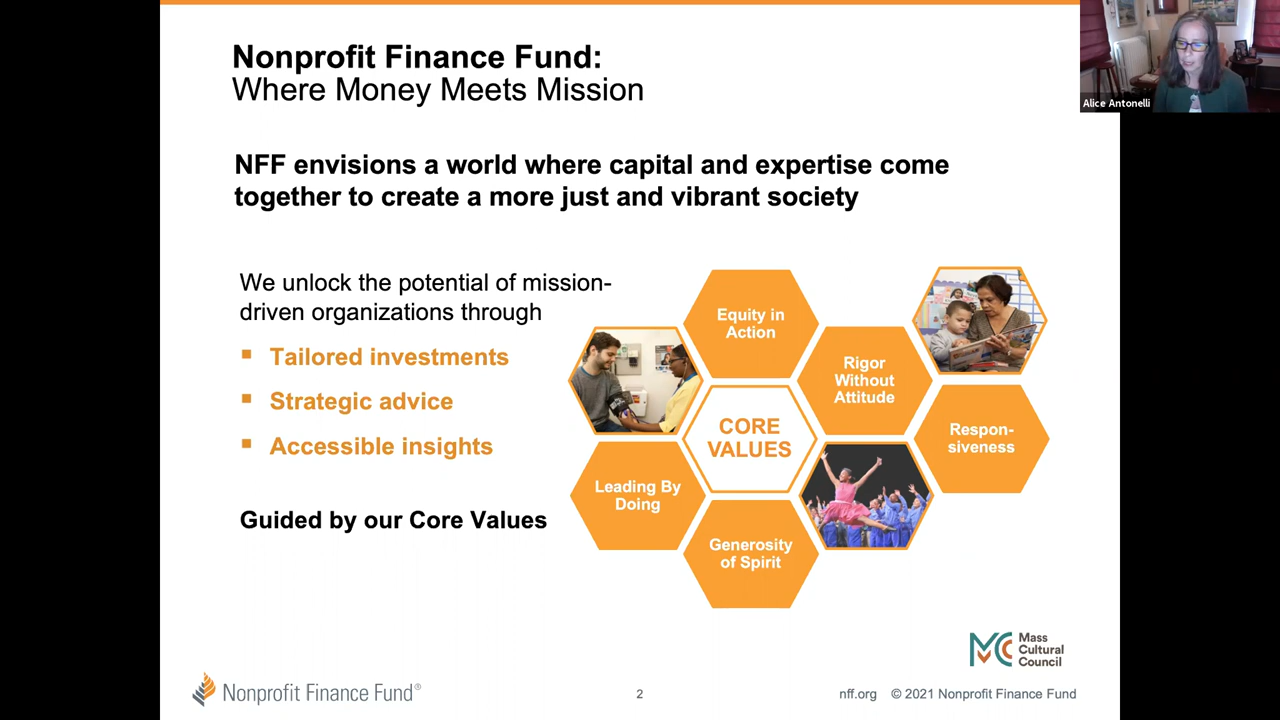 Nonprofit Finance Fund:
Where Money Meets Mission
Alice Antonelli
NFF envisions a world where capital and expertise come
together to create a more just and vibrant society
We unlock the potential of mission-
driven organizations through
▪ Tailored investments
▪ Strategic advice
▪ Accessible insights
Guided by our Core Values
Equity in
Action
Rigor
Without
Attitude
CORE
VALUES
Respon-
siveness
Leading By
Doing
Generosity
of Spirit
Mass
Cultural
Council
Nonprofit Finance Fund®
2
nff.org © 2021 Nonprofit Finance Fund